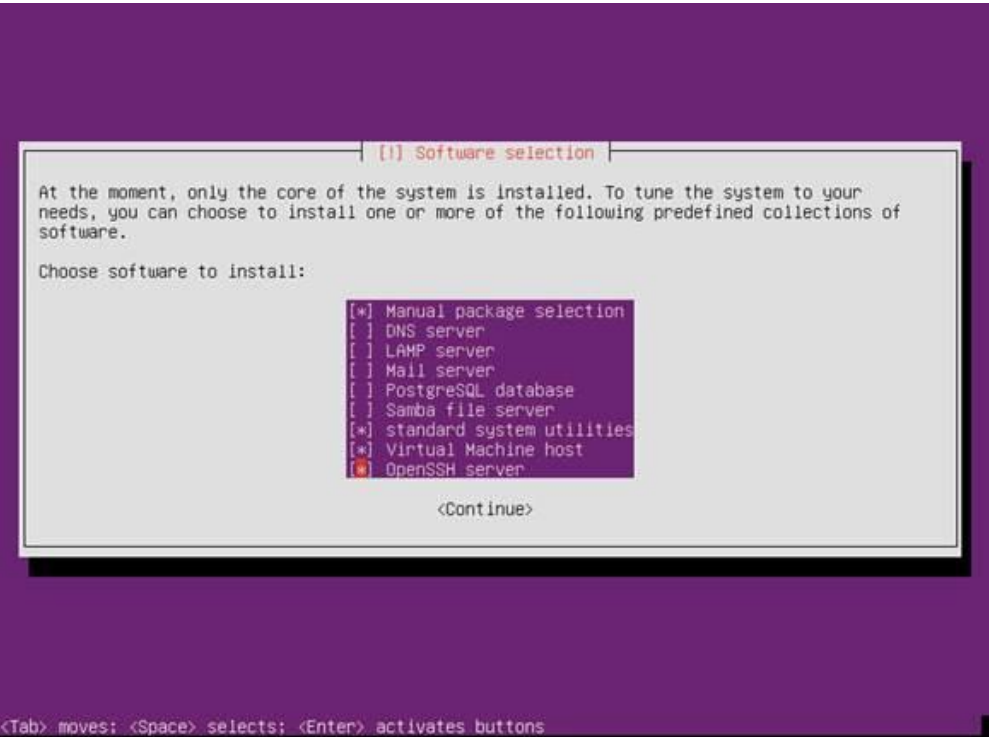 [!] Software selection
At the moment, only the core of the system is installed. To tune the system to your
needs, you can choose to install one or more of the following predefined collections of
software.
Choose software to install:
[*] Manual package selection
[ ] DNS server
[ ] LAMP server
[ ] Mail server
[ ] PostgreSQL database
[ ] Samba file server
[*] standard system utilities
[*] Virtual Machine host
[*] OpenSSH server
<Continue>
<Tab> moves; <Space> selects; <Enter> activates buttons